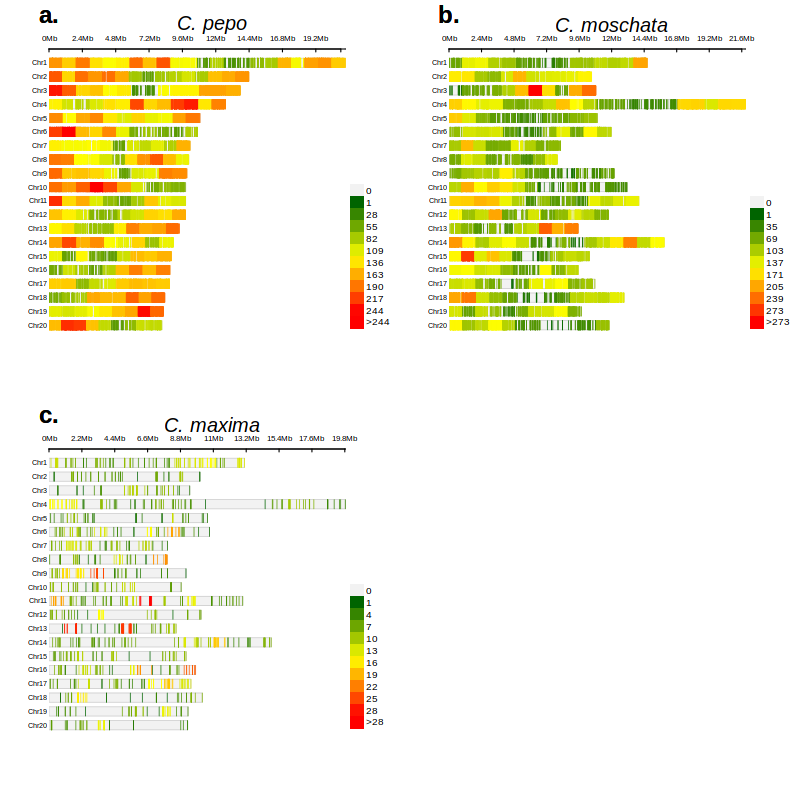 a.
C. pepo
0Mb 2.4Mb 4.8Mb 7.2Mb 9.6Mb 12Mb 14.4Mb 16.8Mb 19.2Mb
Chr1
Chr2
Chr3
Chr4
Chr5
Chr6
Chr7
Chr8
Chr9
Chr10
Chr11
Chr12
Chr13
Chr14
Chr15
Chr16
Chr17
Chr18
Chr19
Chr20
0
1
28
55
82
109
136
163
190
217
244
>244
b.
C. moschata
0Mb 2.4Mb 4.8Mb 7.2Mb 9.6Mb 12Mb 14.4Mb 16.8Mb 19.2Mb 21.6Mb
Chr1
Chr2
Chr3
Chr4
Chr5
Chr6
Chr7
Chr8
Chr9
Chr10
Chr11
Chr12
Chr13
Chr14
Chr15
Chr16
Chr17
Chr18
Chr19
Chr20
0
1
35
69
103
137
171
205
239
273
>273
c.
C. maxima
0Mb 2.2Mb 4.4Mb 6.6Mb 8.8Mb 11Mb 13.2Mb 15.4Mb 17.6Mb 19.8Mb
Chr1
Chr2
Chr3
Chr4
Chr5
Chr6
Chr7
Chr8
Chr9
Chr10
Chr11
Chr12
Chr13
Chr14
Chr15
Chr16
Chr17
Chr18
Chr19
Chr20
0
1
4
7
10
13
16
19
22
25
28
>28